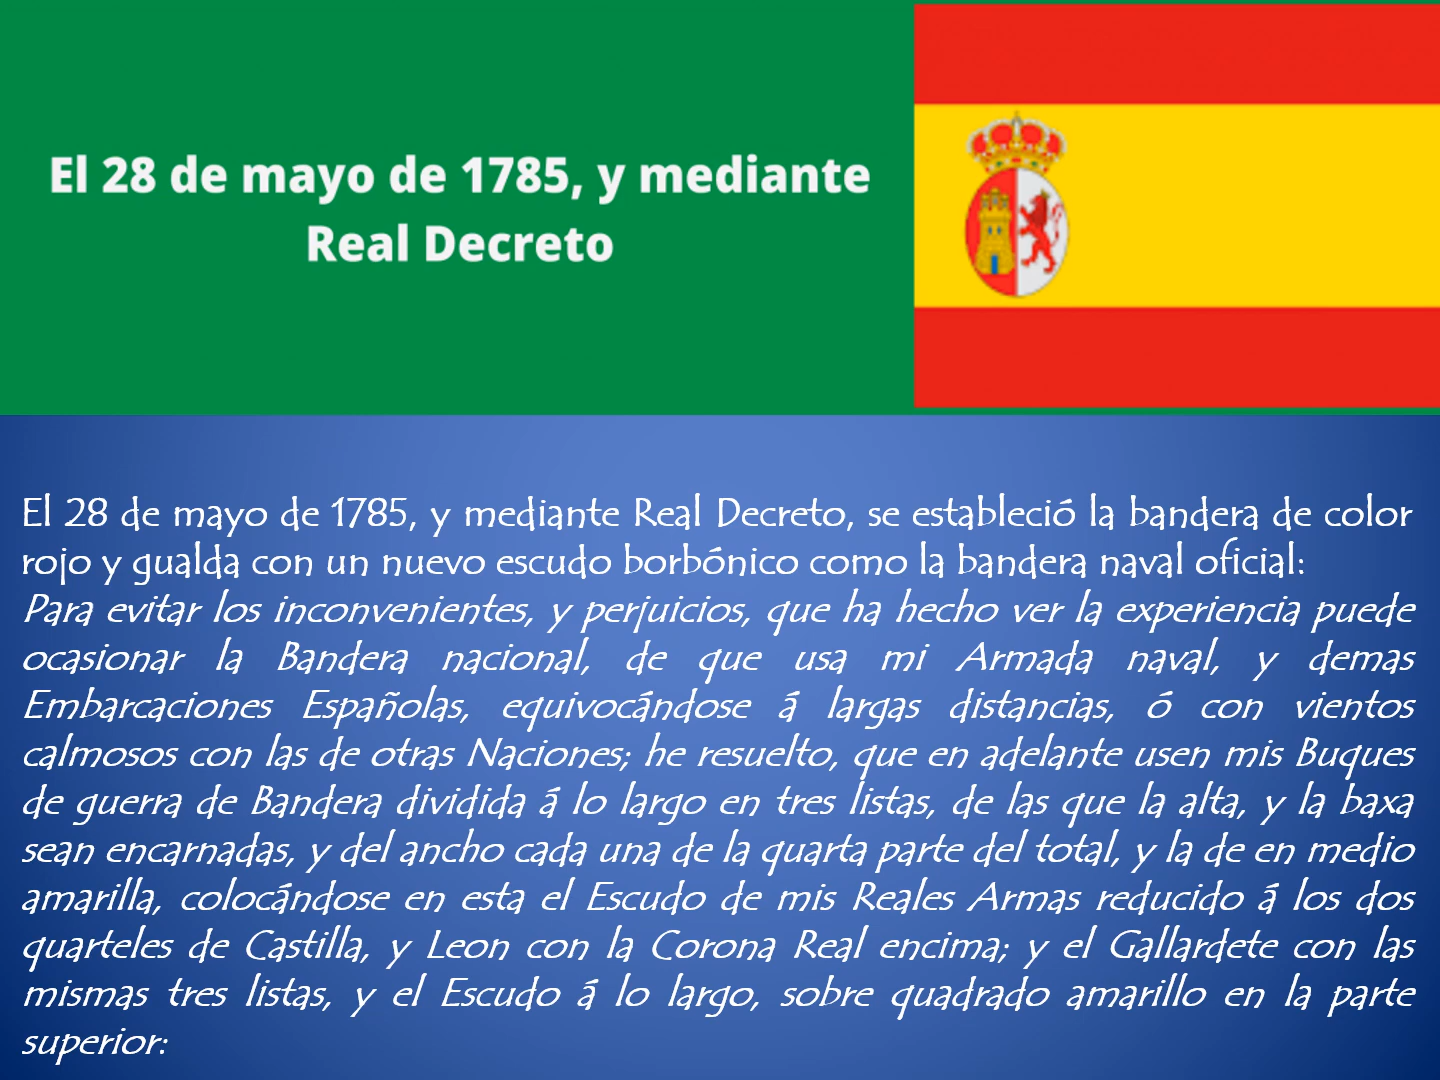 El 28 de mayo de 1785, y mediante
Real Decreto
El 28 de mayo de 1785, y mediante Real Decreto, se estableció la bandera de color
rojo y gualda con un nuevo escudo borbónico como la bandera naval oficial:
Para evitar los inconvenientes, y perjuicios, que ha hecho ver la experiencia puede
ocasionar la Bandera nacional, de que usa mi Armada naval, y demas
Embarcaciones Españolas, equivocándose á largas distancias, ó con vientos
calmosos con las de otras Naciones; he resuelto, que en adelante usen mis Buques
de guerra de Bandera dividida á lo largo en tres listas, de las que la alta, y la baxa
sean encarnadas, y del ancho cada una de la quarta parte del total, y la de en medio
amarilla, colocándose en esta el Escudo de mis Reales Armas reducido á los dos
quarteles de Castilla, y Leon con la Corona Real encima; y el Gallardete con las
mismas tres listas, y el Escudo á lo largo, sobre quadrado amarillo en la parte
superior: